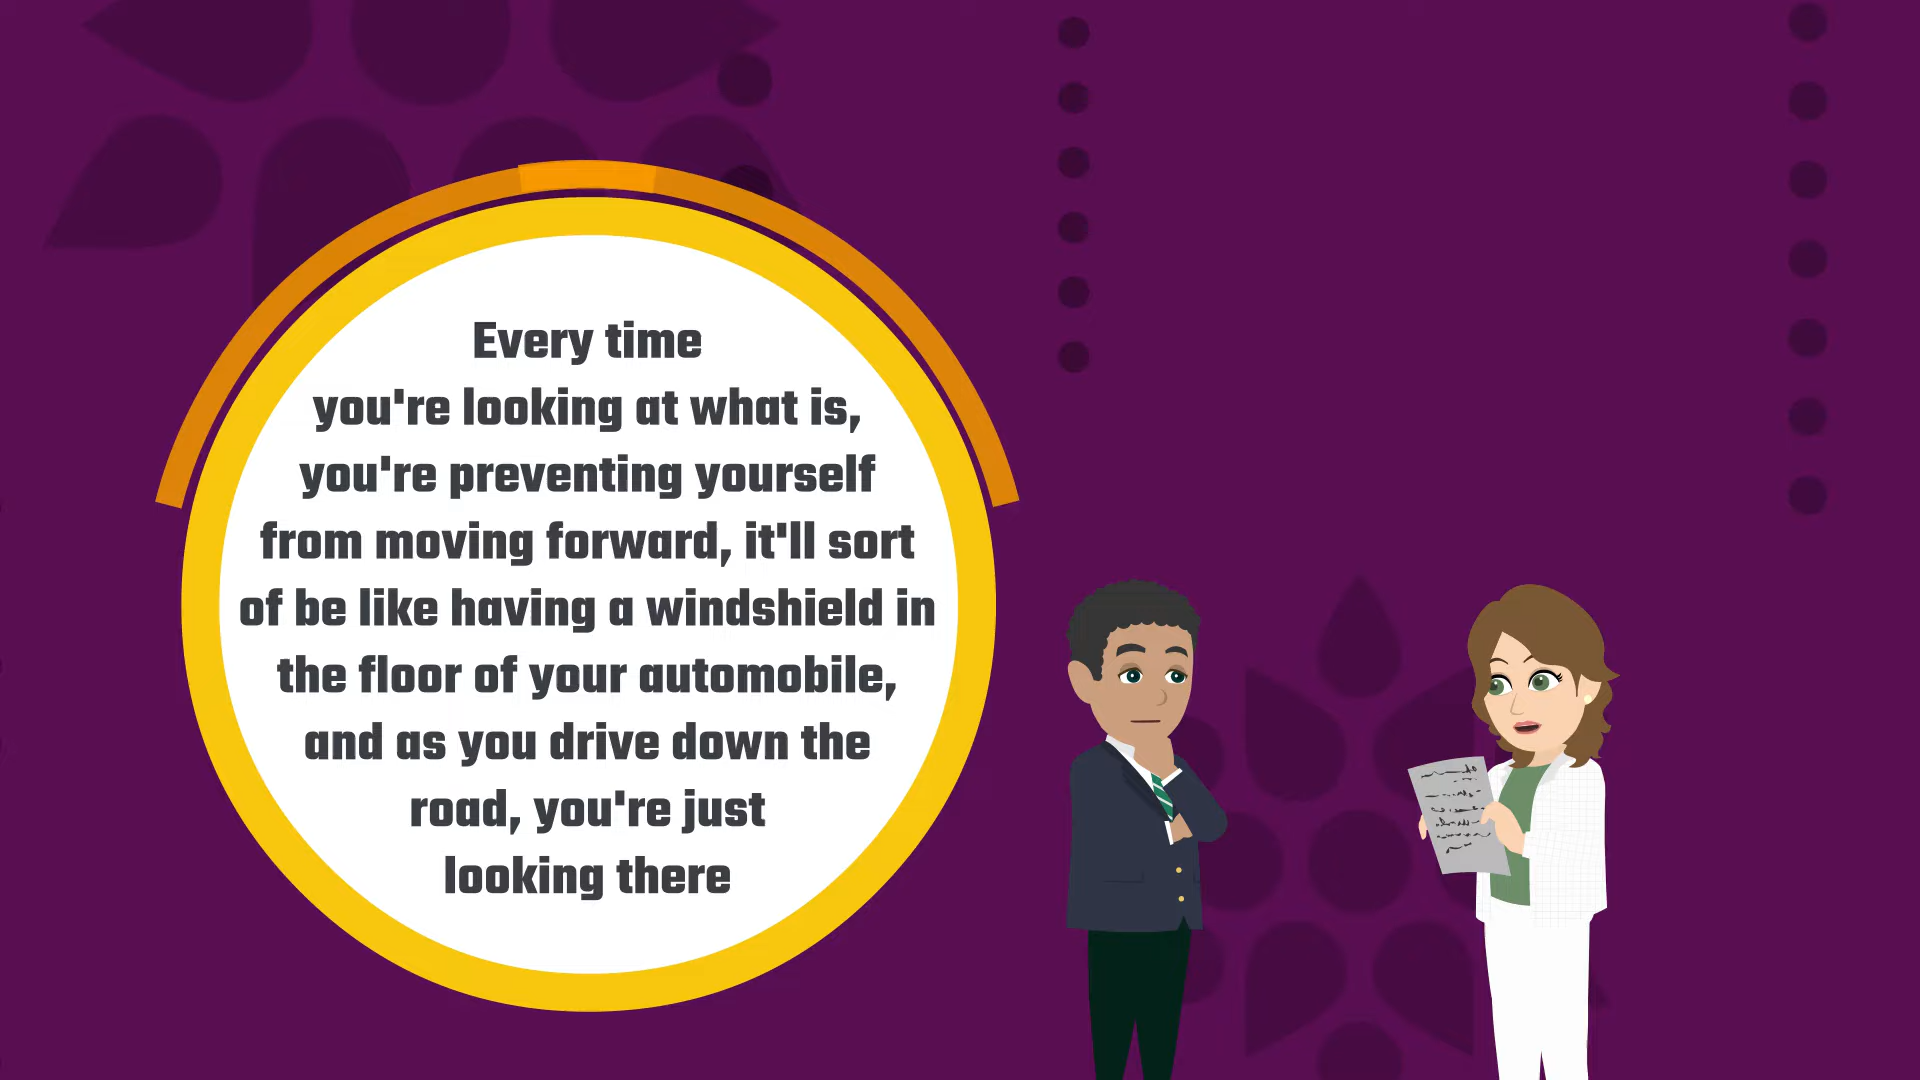 Every time
you're looking at what is,
you're preventing yourself
from moving forward, it'll sort
of be like having a windshield in
the floor of your automobile,
and as you drive down the
road, you're just
looking there